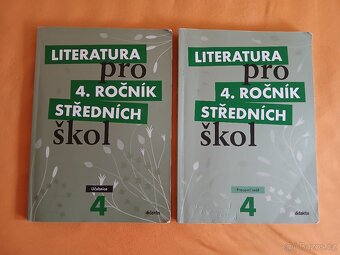 LITERATURA
pro
4. ROČNÍK
STŘEDNÍCH
škol
Učebnice
4
didaktis
LITERATURA
pro
4. ROČNÍK
STŘEDNÍCH
škol
Pracovní sešit
4
didaktis